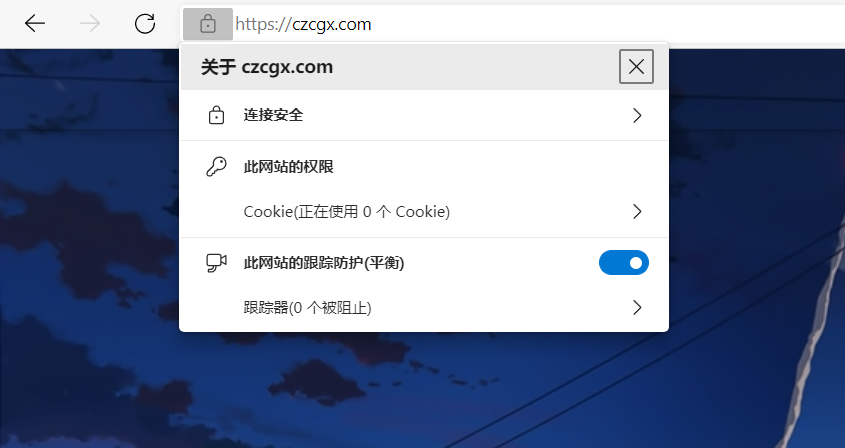 https://czcgx.com
关于 czcgx.com
连接安全
此网站的权限
Cookie(正在使用 0 个 Cookie)
此网站的跟踪防护(平衡)
跟踪器(0 个被阻止)